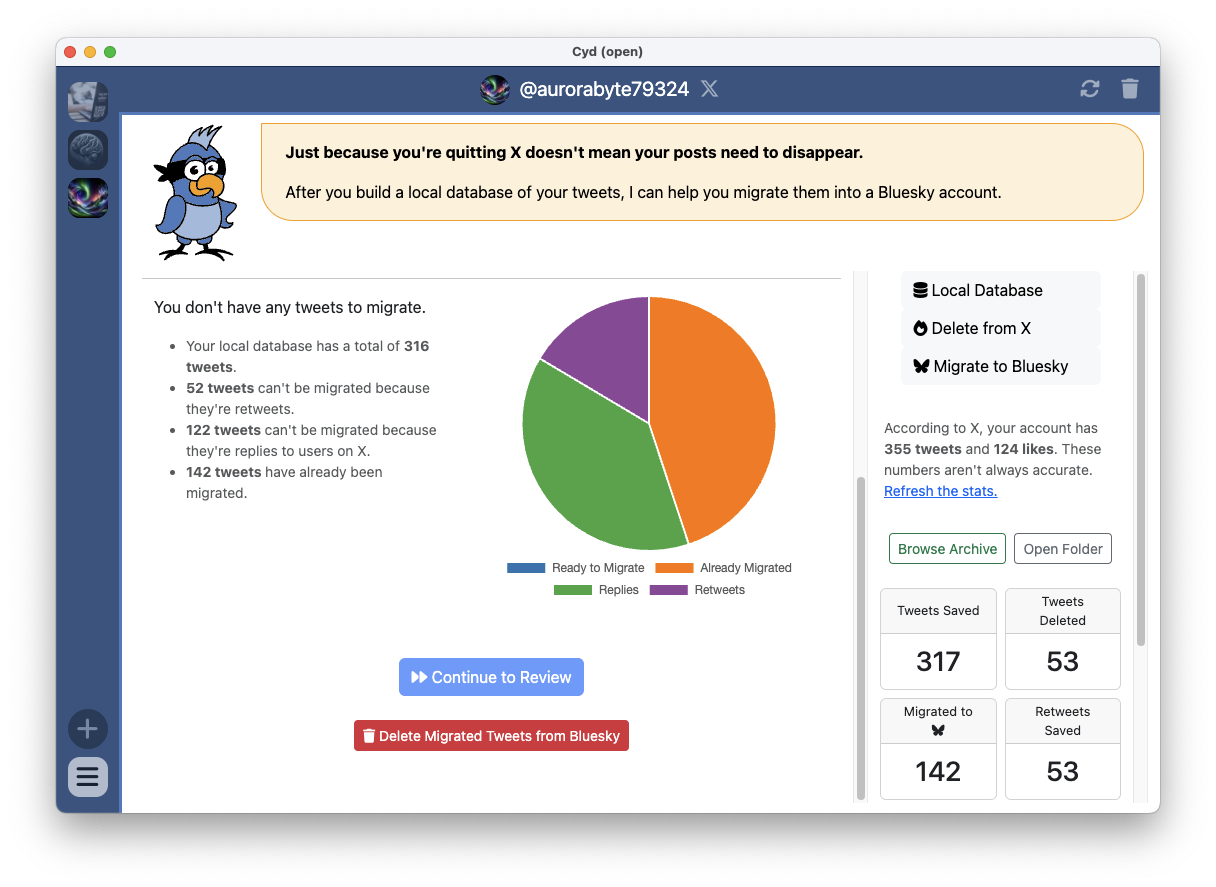 Cyd (open)
@aurorabyte79324 X
Just because you're quitting X doesn't mean your posts need to disappear.
After you build a local database of your tweets, I can help you migrate them into a Bluesky account.
You don't have any tweets to migrate.
• Your local database has a total of 316
tweets.
• 52 tweets can't be migrated because
they're retweets.
• 122 tweets can't be migrated because
they're replies to users on X.
• 142 tweets have already been
migrated.
Ready to Migrate
Already Migrated
Replies
Retweets
Continue to Review
Delete Migrated Tweets from Bluesky
Local Database
Delete from X
Migrate to Bluesky
According to X, your account has
355 tweets and 124 likes. These
numbers aren't always accurate.
Refresh the stats.
Browse Archive
Open Folder
Tweets Saved
317
Tweets
Deleted
53
Migrated to
142
Retweets
Saved
53